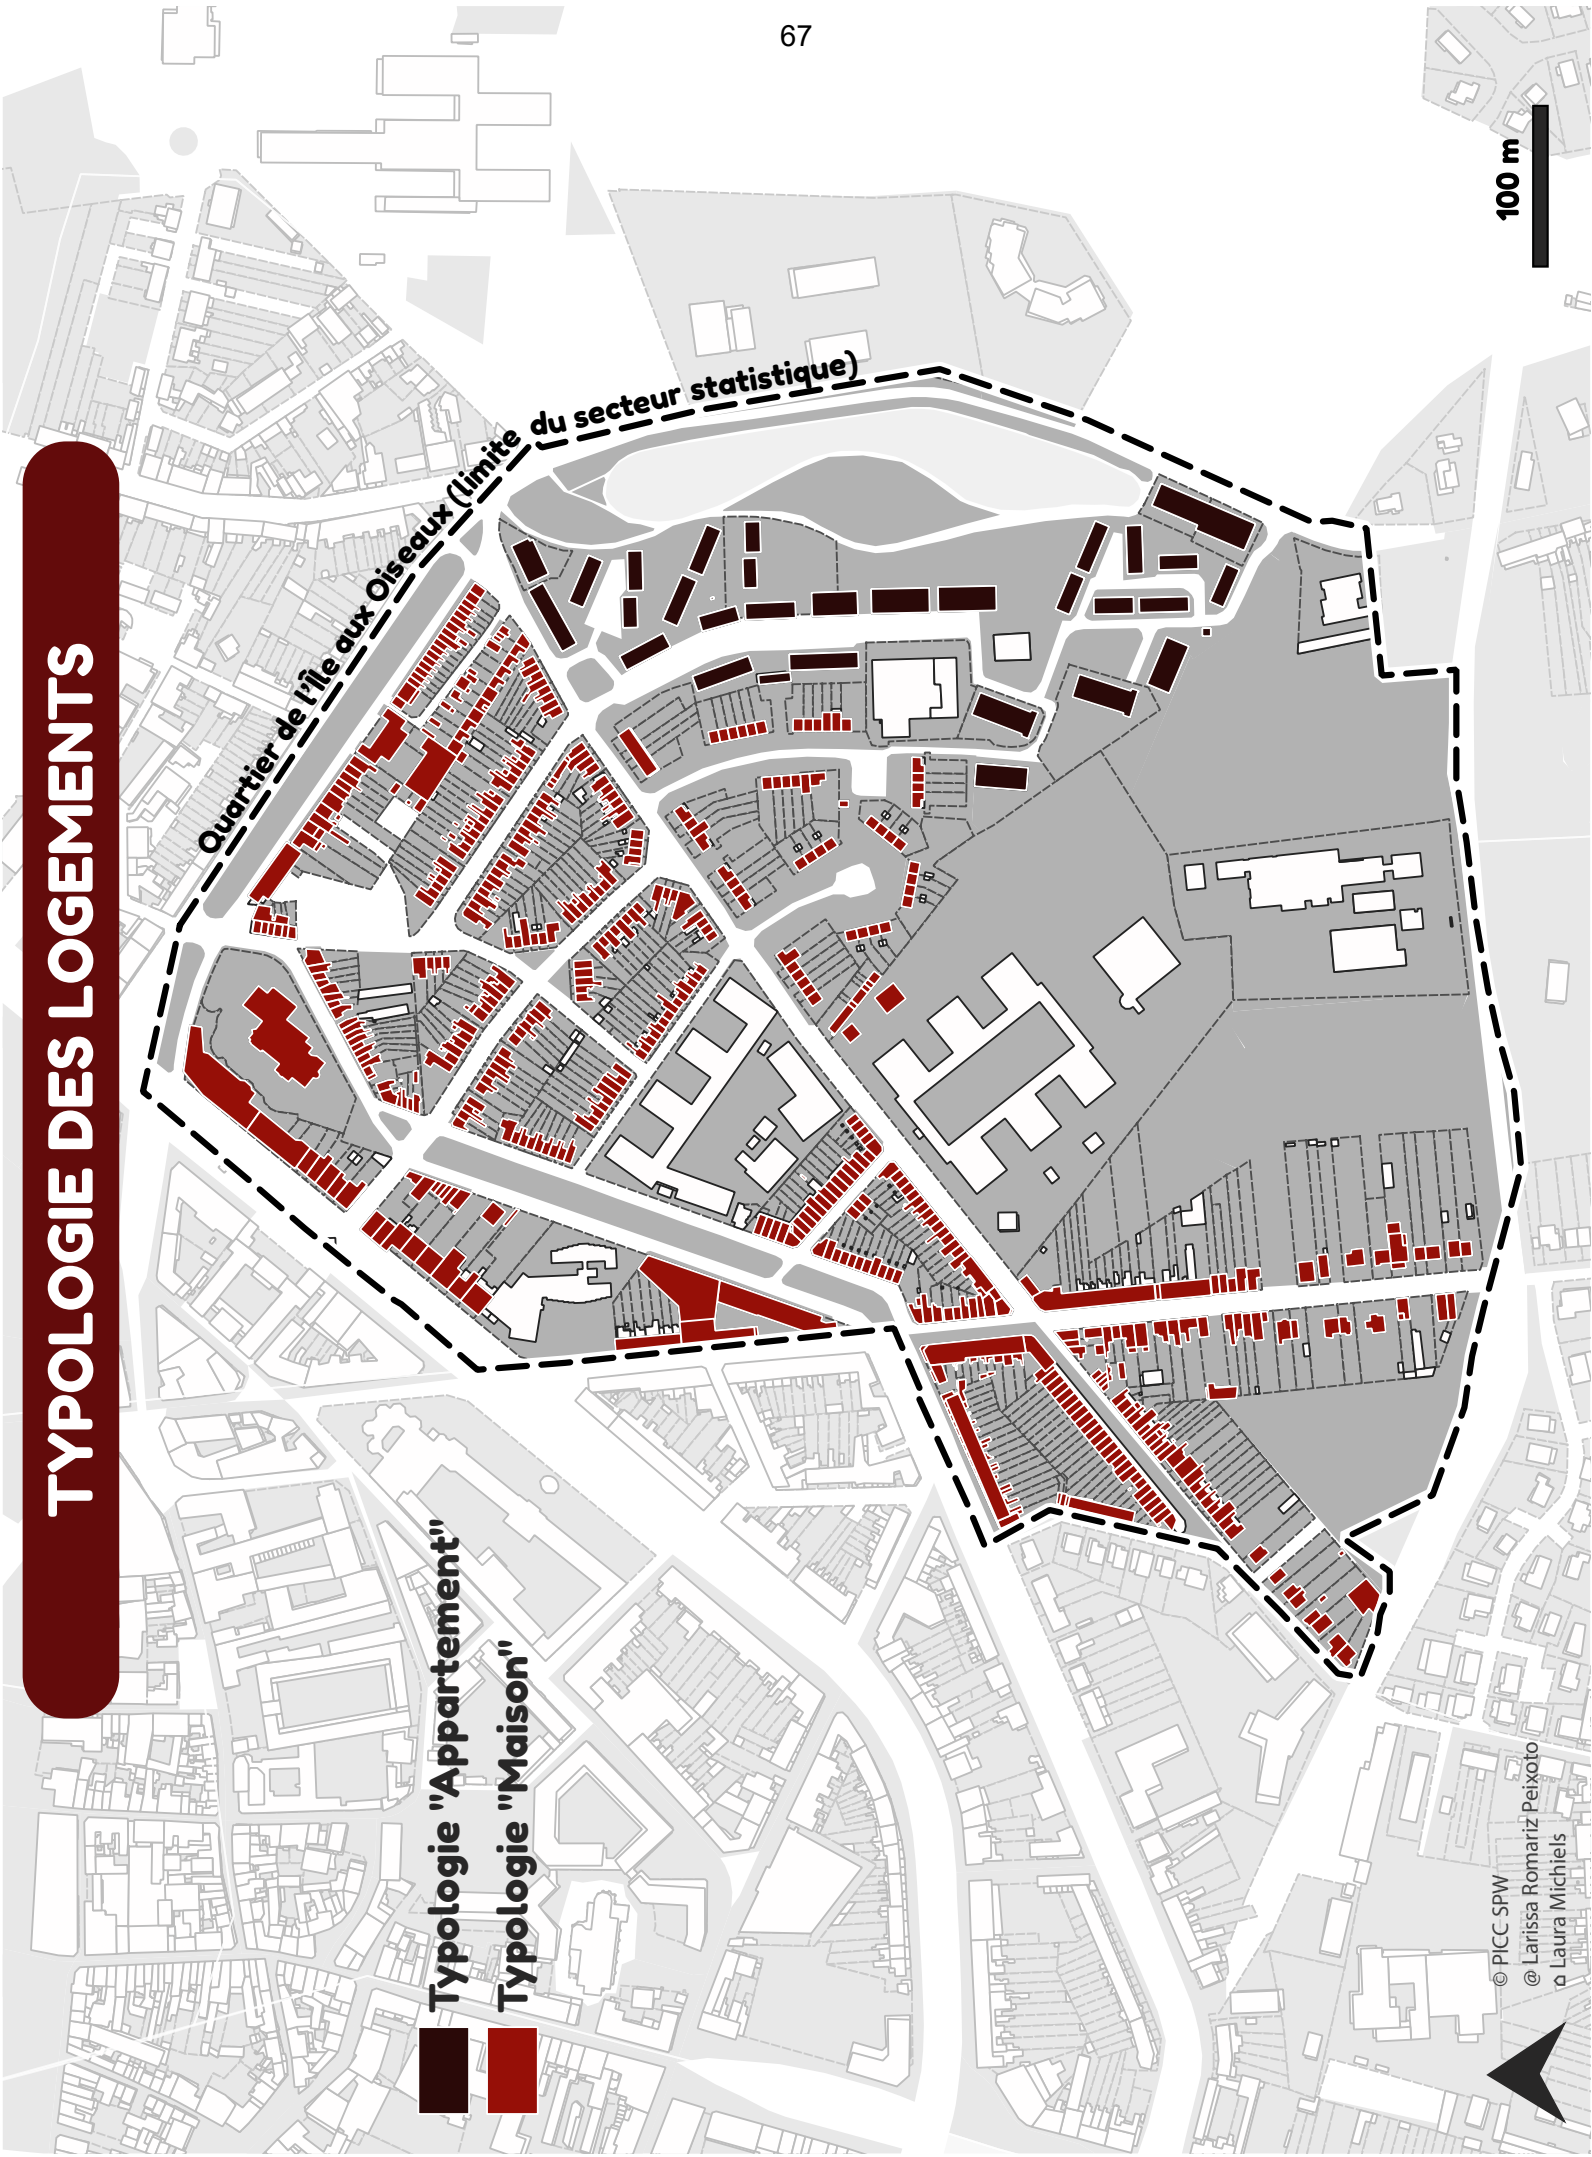 67
TYPOLOGIE DES LOGEMENTS
Quartier de l'Île aux Oiseaux (limite du secteur statistique)
100 m
Typologie "Appartement"
Typologie "Maison"
© PICC SPW
@ Larissa Romariz Peixoto
⌂ Laura Michiels